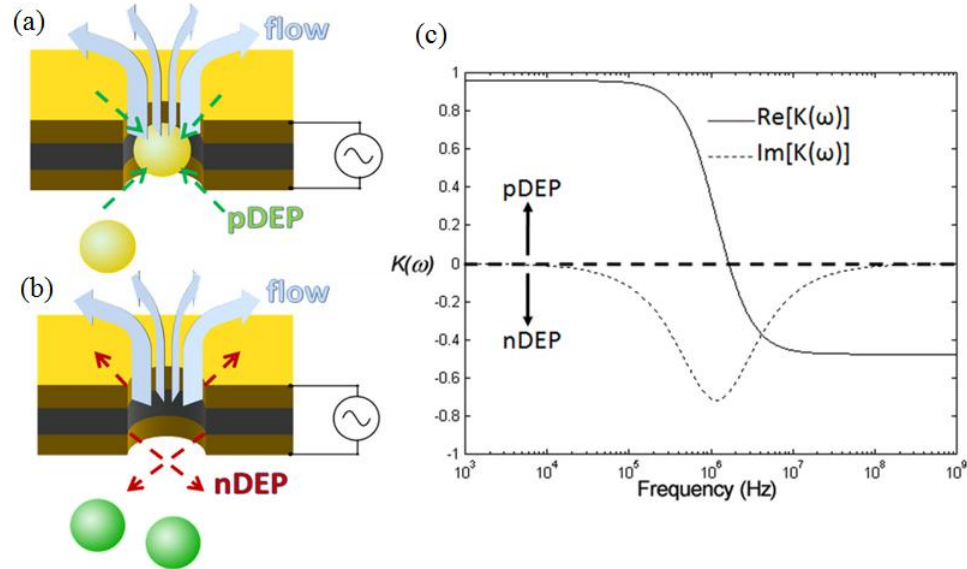 (a)
flow
pDEP
(b)
flow
nDEP
(c)
1
0.8
0.6
0.4
0.2
0
-0.2
-0.4
-0.6
-0.8
-1
K(ω)
Re[K(ω)]
Im[K(ω)]
pDEP
nDEP
10³ 10⁴ 10⁵ 10⁶ 10⁷ 10⁸ 10⁹
Frequency (Hz)